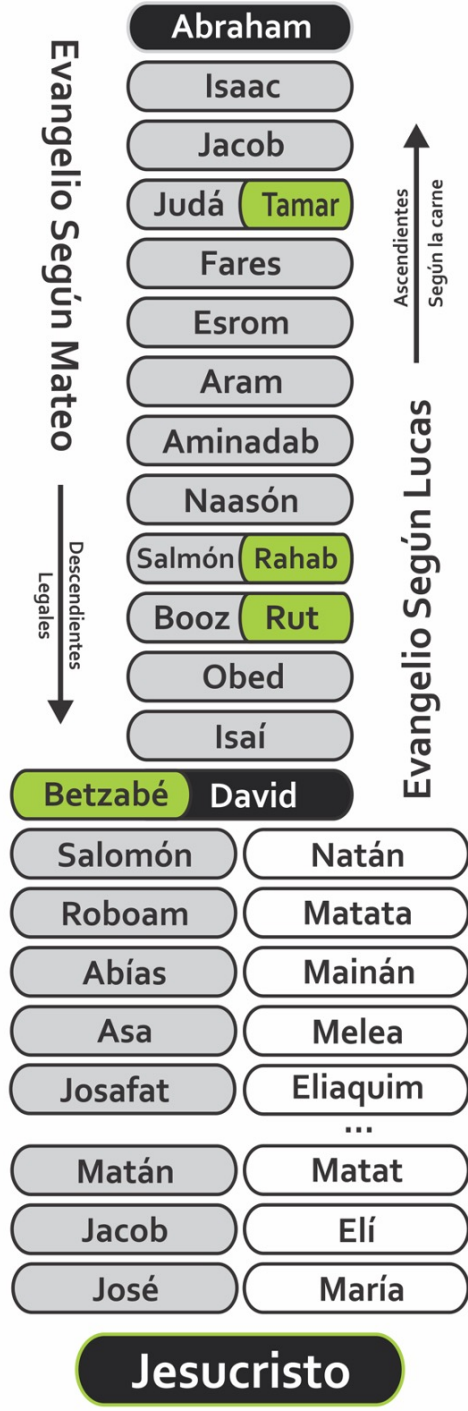 Abraham
Isaac
Jacob
Judá Tamar
Fares
Esrom
Aram
Aminadab
Naasón
Salmón Rahab
Booz Rut
Obed
Isaí
Evangelio Según Mateo
Descendientes
Legales
Ascendientes
Según la carne
Evangelio Según Lucas
Betzabé David
Salomón Natán
Roboam Matata
Abías Mainán
Asa Melea
Josafat Eliaquim
...
Matán Matat
Jacob Elí
José María
Jesucristo